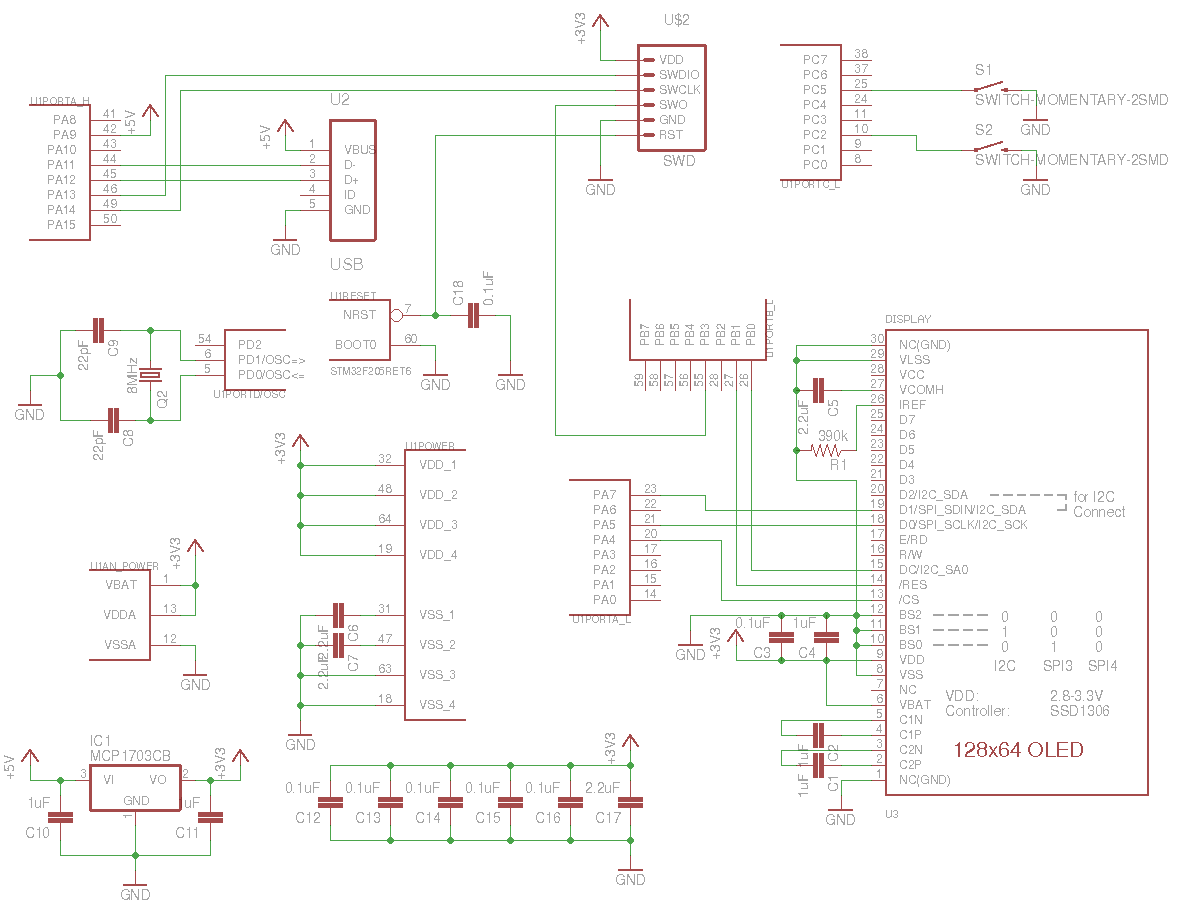 +3V3
U$2
VDD
SWDIO
SWCLK
SWO
GND
RST
SWD
GND
PC7 38
PC6 37
PC5 25
PC4 24
PC3 11
PC2 10
PC1 9
PC0 8
U1PORTC_L
S1
SWITCH-MOMENTARY-2SMD
GND
S2
SWITCH-MOMENTARY-2SMD
GND
U1PORTA_H
PA8 41
PA9 42
PA10 43
PA11 44
PA12 45
PA13 46
PA14 49
PA15 50
+5V
U2
+5V
1 VBUS
2 D-
3 D+
4 ID
5 GND
GND
USB
U1RESET
NRST 7
BOOT0 60
STM32F205RET6
C18
0.1uF
GND
GND
22pF
C9
8MHz
Q2
22pF
C8
GND
54 PD2
6 PD1/OSC=>
5 PD0/OSC<=
U1PORTD/OSC
PB7 PB6 PB5 PB4 PB3 PB2 PB1 PB0
59 58 57 56 55 28 27 26
U1PORTB_L
+3V3
U1POWER
32 VDD_1
48 VDD_2
64 VDD_3
19 VDD_4
31 VSS_1
47 VSS_2
63 VSS_3
18 VSS_4
2.2uF
C6
2.2uF
C7
GND
U1AN_POWER
+3V3
VBAT 1
VDDA 13
VSSA 12
GND
PA7 23
PA6 22
PA5 21
PA4 20
PA3 17
PA2 16
PA1 15
PA0 14
U1PORTA_L
DISPLAY
30 NC(GND)
29 VLSS
28 VCC
27 VCOMH
26 IREF
25 D7
24 D6
23 D5
22 D4
21 D3
20 D2/I2C_SDA
19 D1/SPI_SDIN/I2C_SDA
18 D0/SPI_SCLK/I2C_SCK
17 E/RD
16 R/W
15 DC/I2C_SA0
14 /RES
13 /CS
12 BS2 0 0 0
11 BS1 1 0 0
10 BS0 0 1 0
I2C SPI3 SPI4
9 VDD
8 VSS
7 NC
6 VBAT
5 C1N
4 C1P
3 C2N
2 C2P
1 NC(GND)
for I2C
Connect
VDD: 2.8-3.3V
Controller: SSD1306
128x64 OLED
U3
2.2uF
C5
390k
R1
GND
+3V3
0.1uF
C3
1uF
C4
1uF
C2
1uF
C1
GND
+5V
IC1
MCP1703CB
3 VI
VO 2
GND
1
+3V3
1uF
C10
uF
C11
GND
0.1uF
C12
0.1uF
C13
0.1uF
C14
0.1uF
C15
0.1uF
C16
2.2uF
C17
+3V3
GND